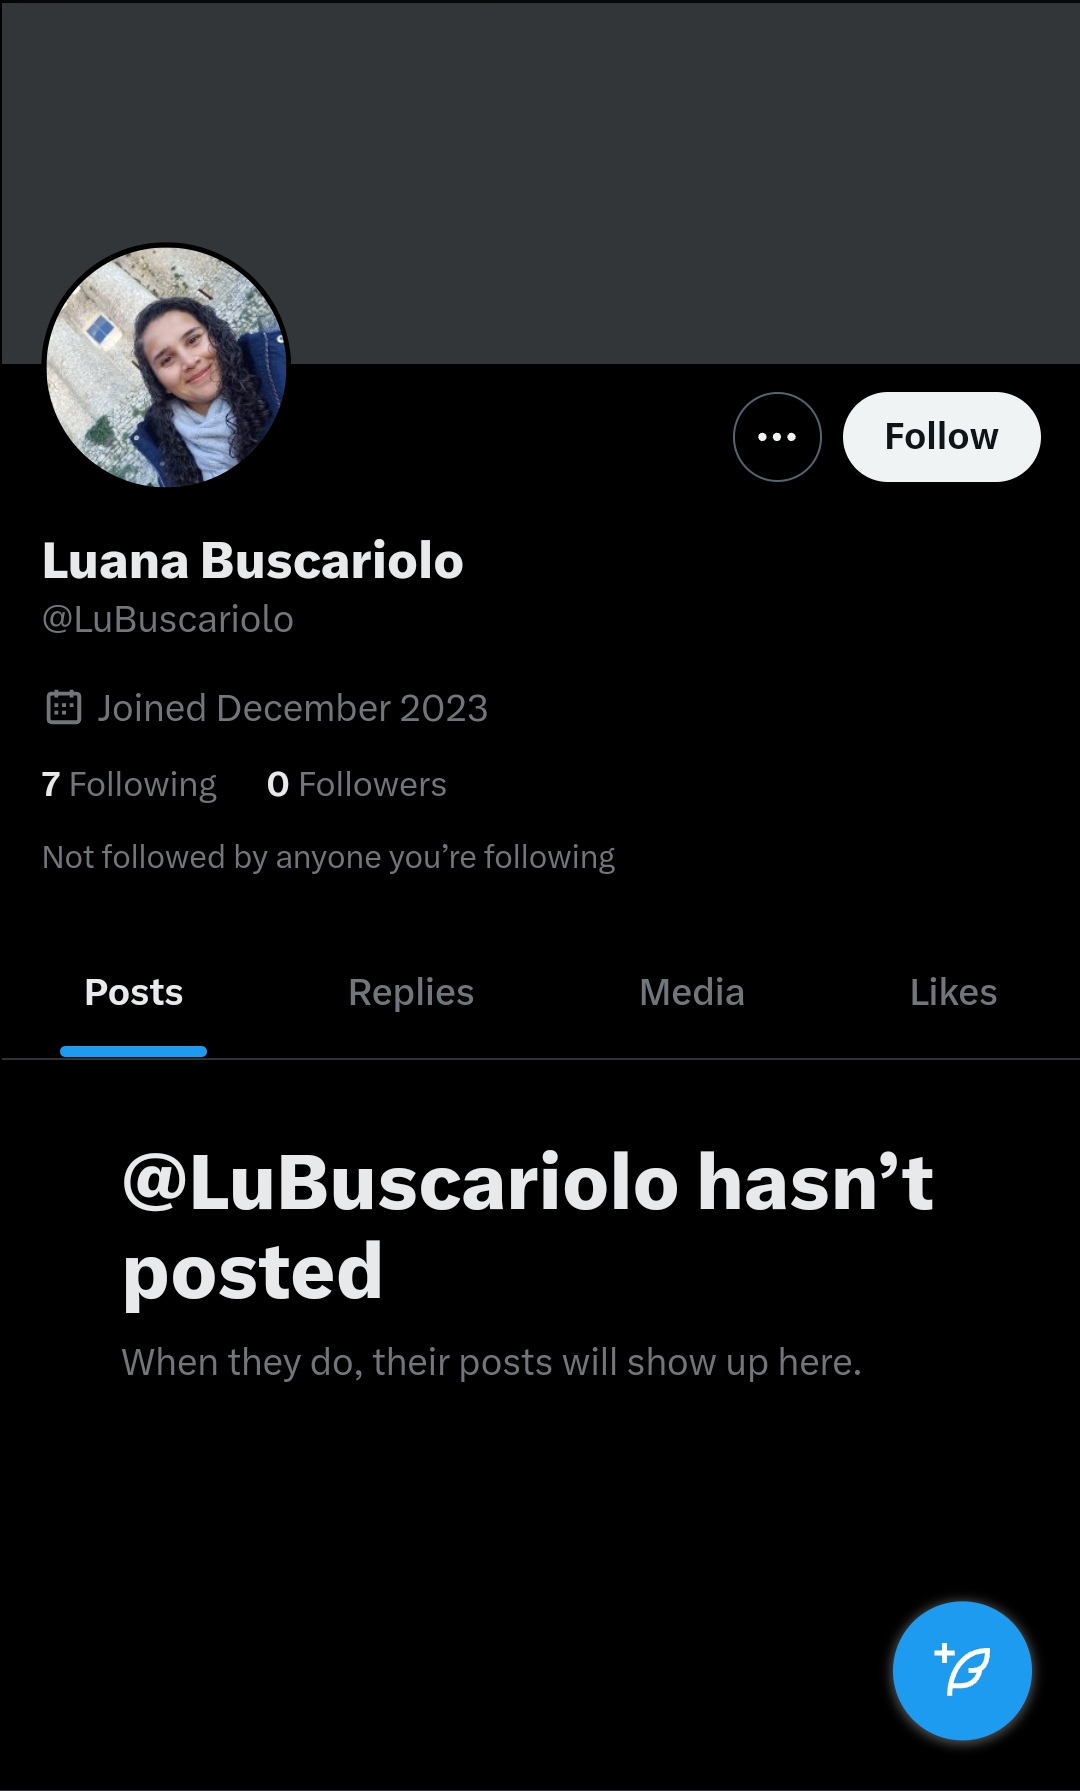 Follow
Luana Buscariolo
@LuBuscariolo
Joined December 2023
7 Following 0 Followers
Not followed by anyone you’re following
Posts Replies Media Likes
@LuBuscariolo hasn’t
posted
When they do, their posts will show up here.